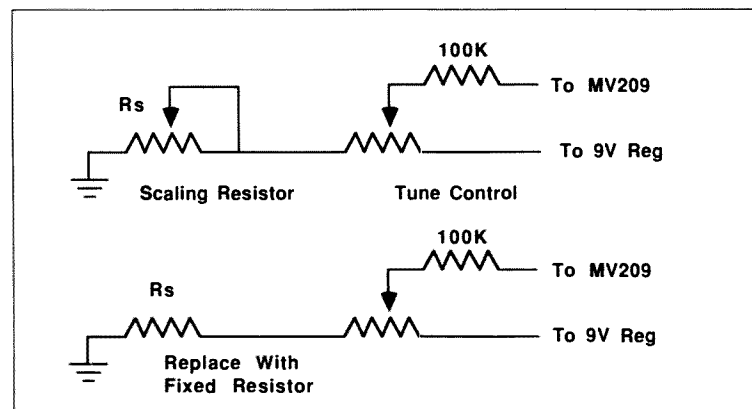 100K
To MV209
Rs
To 9V Reg
Scaling Resistor
Tune Control
100K
To MV209
Rs
To 9V Reg
Replace With
Fixed Resistor